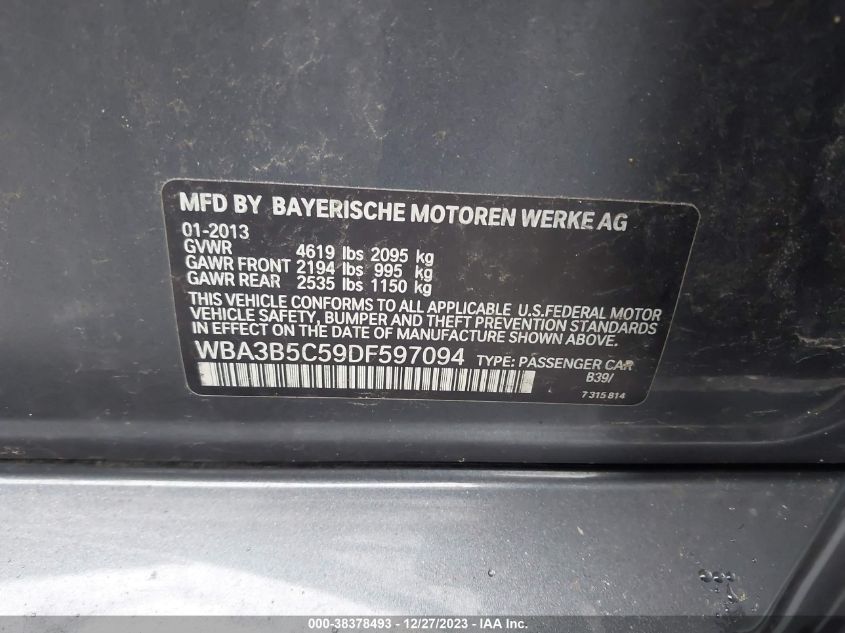 MFD BY BAYERISCHE MOTOREN WERKE AG
01-2013
GVWR 4619 lbs 2095 kg
GAWR FRONT 2194 lbs 995 kg
GAWR REAR 2535 lbs 1150 kg
THIS VEHICLE CONFORMS TO ALL APPLICABLE U.S.FEDERAL MOTOR
VEHICLE SAFETY, BUMPER AND THEFT PREVENTION STANDARDS
IN EFFECT ON THE DATE OF MANUFACTURE SHOWN ABOVE.
WBA3B5C59DF597094 TYPE: PASSENGER CAR
B39/
7 315 814
000-38378493 - 12/27/2023 - IAA Inc.